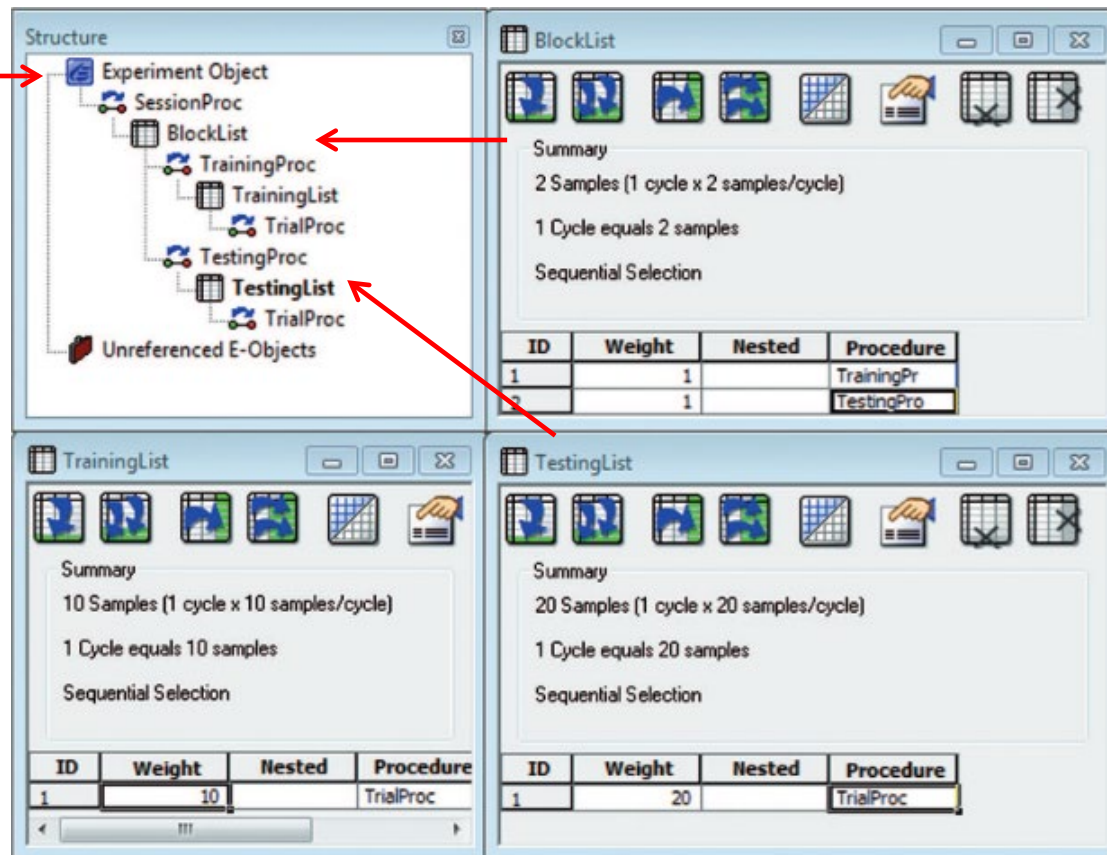 Structure
Experiment Object
SessionProc
BlockList
TrainingProc
TrainingList
TrialProc
TestingProc
TestingList
TrialProc
Unreferenced E-Objects
BlockList
Summary
2 Samples (1 cycle x 2 samples/cycle)
1 Cycle equals 2 samples
Sequential Selection
ID Weight Nested Procedure
1 1 TrainingPr
2 1 TestingPro
TrainingList
Summary
10 Samples (1 cycle x 10 samples/cycle)
1 Cycle equals 10 samples
Sequential Selection
ID Weight Nested Procedure
1 10 TrialProc
TestingList
Summary
20 Samples (1 cycle x 20 samples/cycle)
1 Cycle equals 20 samples
Sequential Selection
ID Weight Nested Procedure
1 20 TrialProc